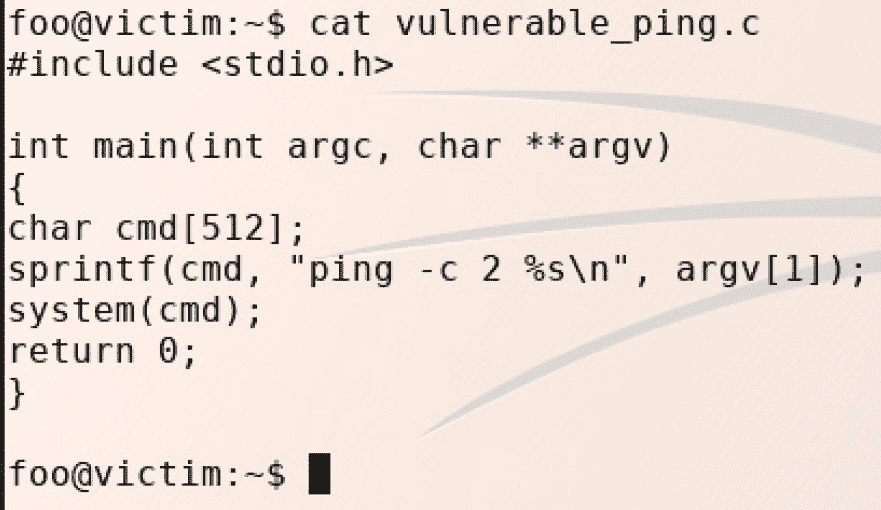 foo@victim:~$ cat vulnerable_ping.c
#include <stdio.h>
int main(int argc, char **argv)
{
char cmd[512];
sprintf(cmd, "ping -c 2 %s\n", argv[1]);
system(cmd);
return 0;
}
foo@victim:~$